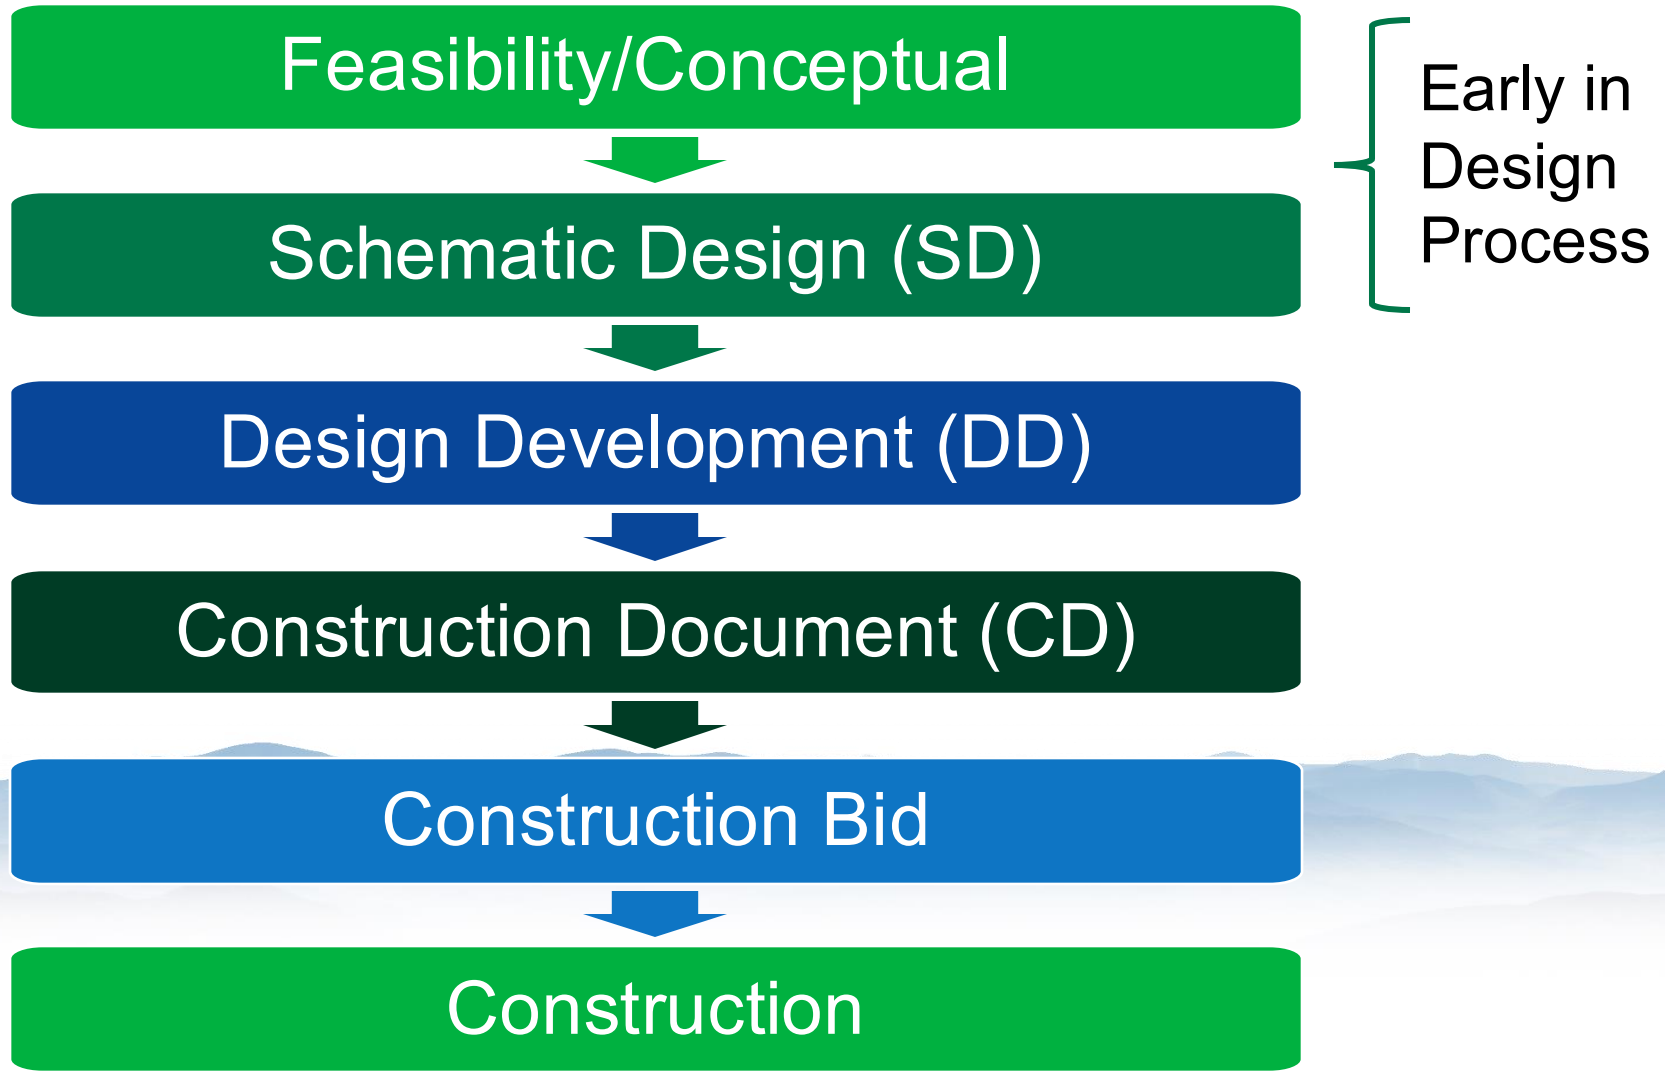 Feasibility/Conceptual
Early in
Design
Process
Schematic Design (SD)
Design Development (DD)
Construction Document (CD)
Construction Bid
Construction